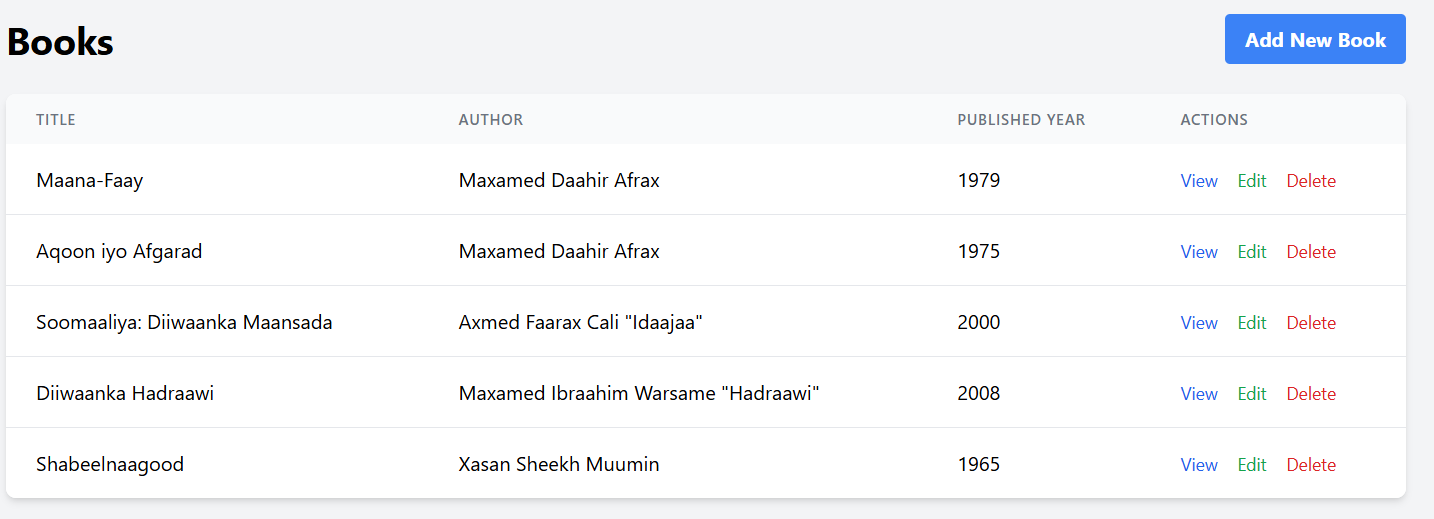 Books
Add New Book
TITLE AUTHOR PUBLISHED YEAR ACTIONS
Maana-Faay Maxamed Daahir Afrax 1979 View Edit Delete
Aqoon iyo Afgarad Maxamed Daahir Afrax 1975 View Edit Delete
Soomaaliya: Diiwaanka Maansada Axmed Faarax Cali "Idaajaa" 2000 View Edit Delete
Diiwaanka Hadraawi Maxamed Ibraahim Warsame "Hadraawi" 2008 View Edit Delete
Shabeelnaagood Xasan Sheekh Muumin 1965 View Edit Delete